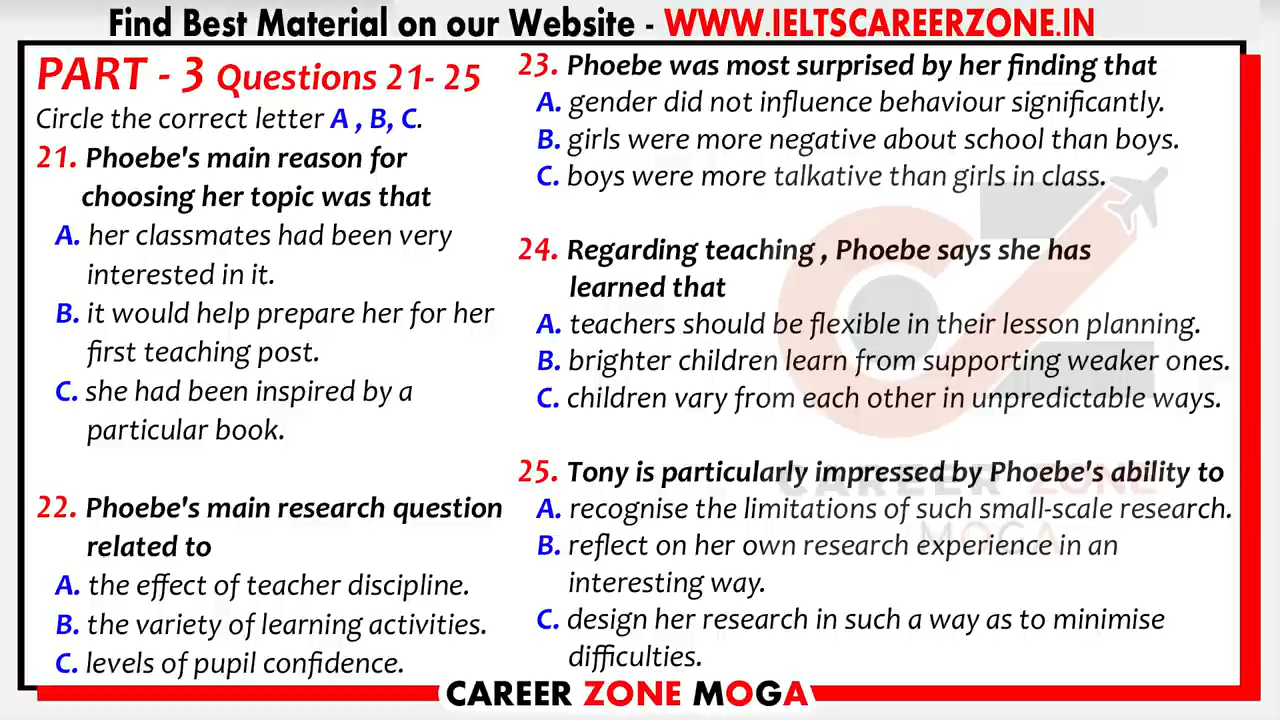 Find Best Material on our Website - WWW.IELTSCAREERZONE.IN
PART - 3 Questions 21- 25
Circle the correct letter A , B, C.
21. Phoebe's main reason for
choosing her topic was that
A. her classmates had been very
interested in it.
B. it would help prepare her for her
first teaching post.
C. she had been inspired by a
particular book.
22. Phoebe's main research question
related to
A. the effect of teacher discipline.
B. the variety of learning activities.
C. levels of pupil confidence.
23. Phoebe was most surprised by her finding that
A. gender did not influence behaviour significantly.
B. girls were more negative about school than boys.
C. boys were more talkative than girls in class.
24. Regarding teaching , Phoebe says she has
learned that
A. teachers should be flexible in their lesson planning.
B. brighter children learn from supporting weaker ones.
C. children vary from each other in unpredictable ways.
25. Tony is particularly impressed by Phoebe's ability to
A. recognise the limitations of such small-scale research.
B. reflect on her own research experience in an
interesting way.
C. design her research in such a way as to minimise
difficulties.
CAREER ZONE
MOGA
CAREER ZONE MOGA